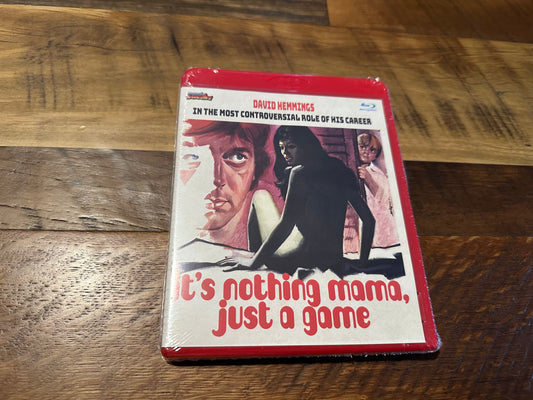 DAVID HEMMINGS
IN THE MOST CONTROVERSIAL ROLE OF HIS CAREER
It's nothing mama,
just a game